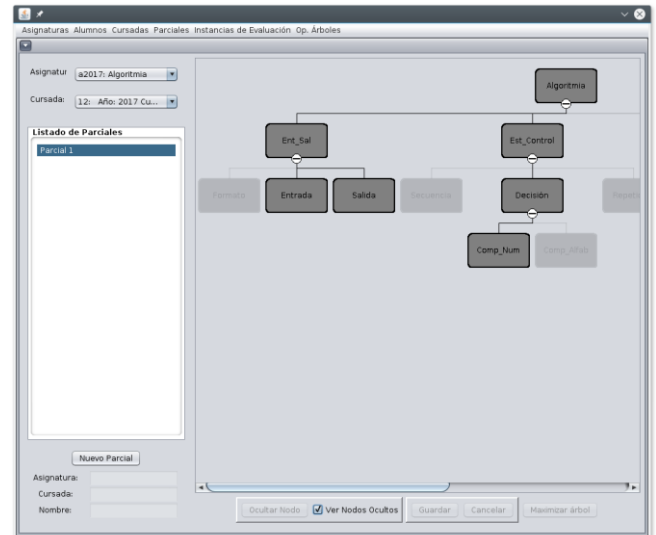 Asignaturas Alumnos Cursadas Parciales Instancias de Evaluación Op. Árboles
Asignatur a2017: Algoritmia
Cursada: 12: Año: 2017 Cu...
Listado de Parciales
Parcial 1
Algoritmia
Ent_Sal Est_Control
Formato Entrada Salida Secuencia Decisión
Comp_Num Comp_Alfab
Nuevo Parcial
Asignatura:
Cursada:
Nombre:
Ocultar Nodo Ver Nodos Ocultos Guardar Cancelar Maximizar árbol